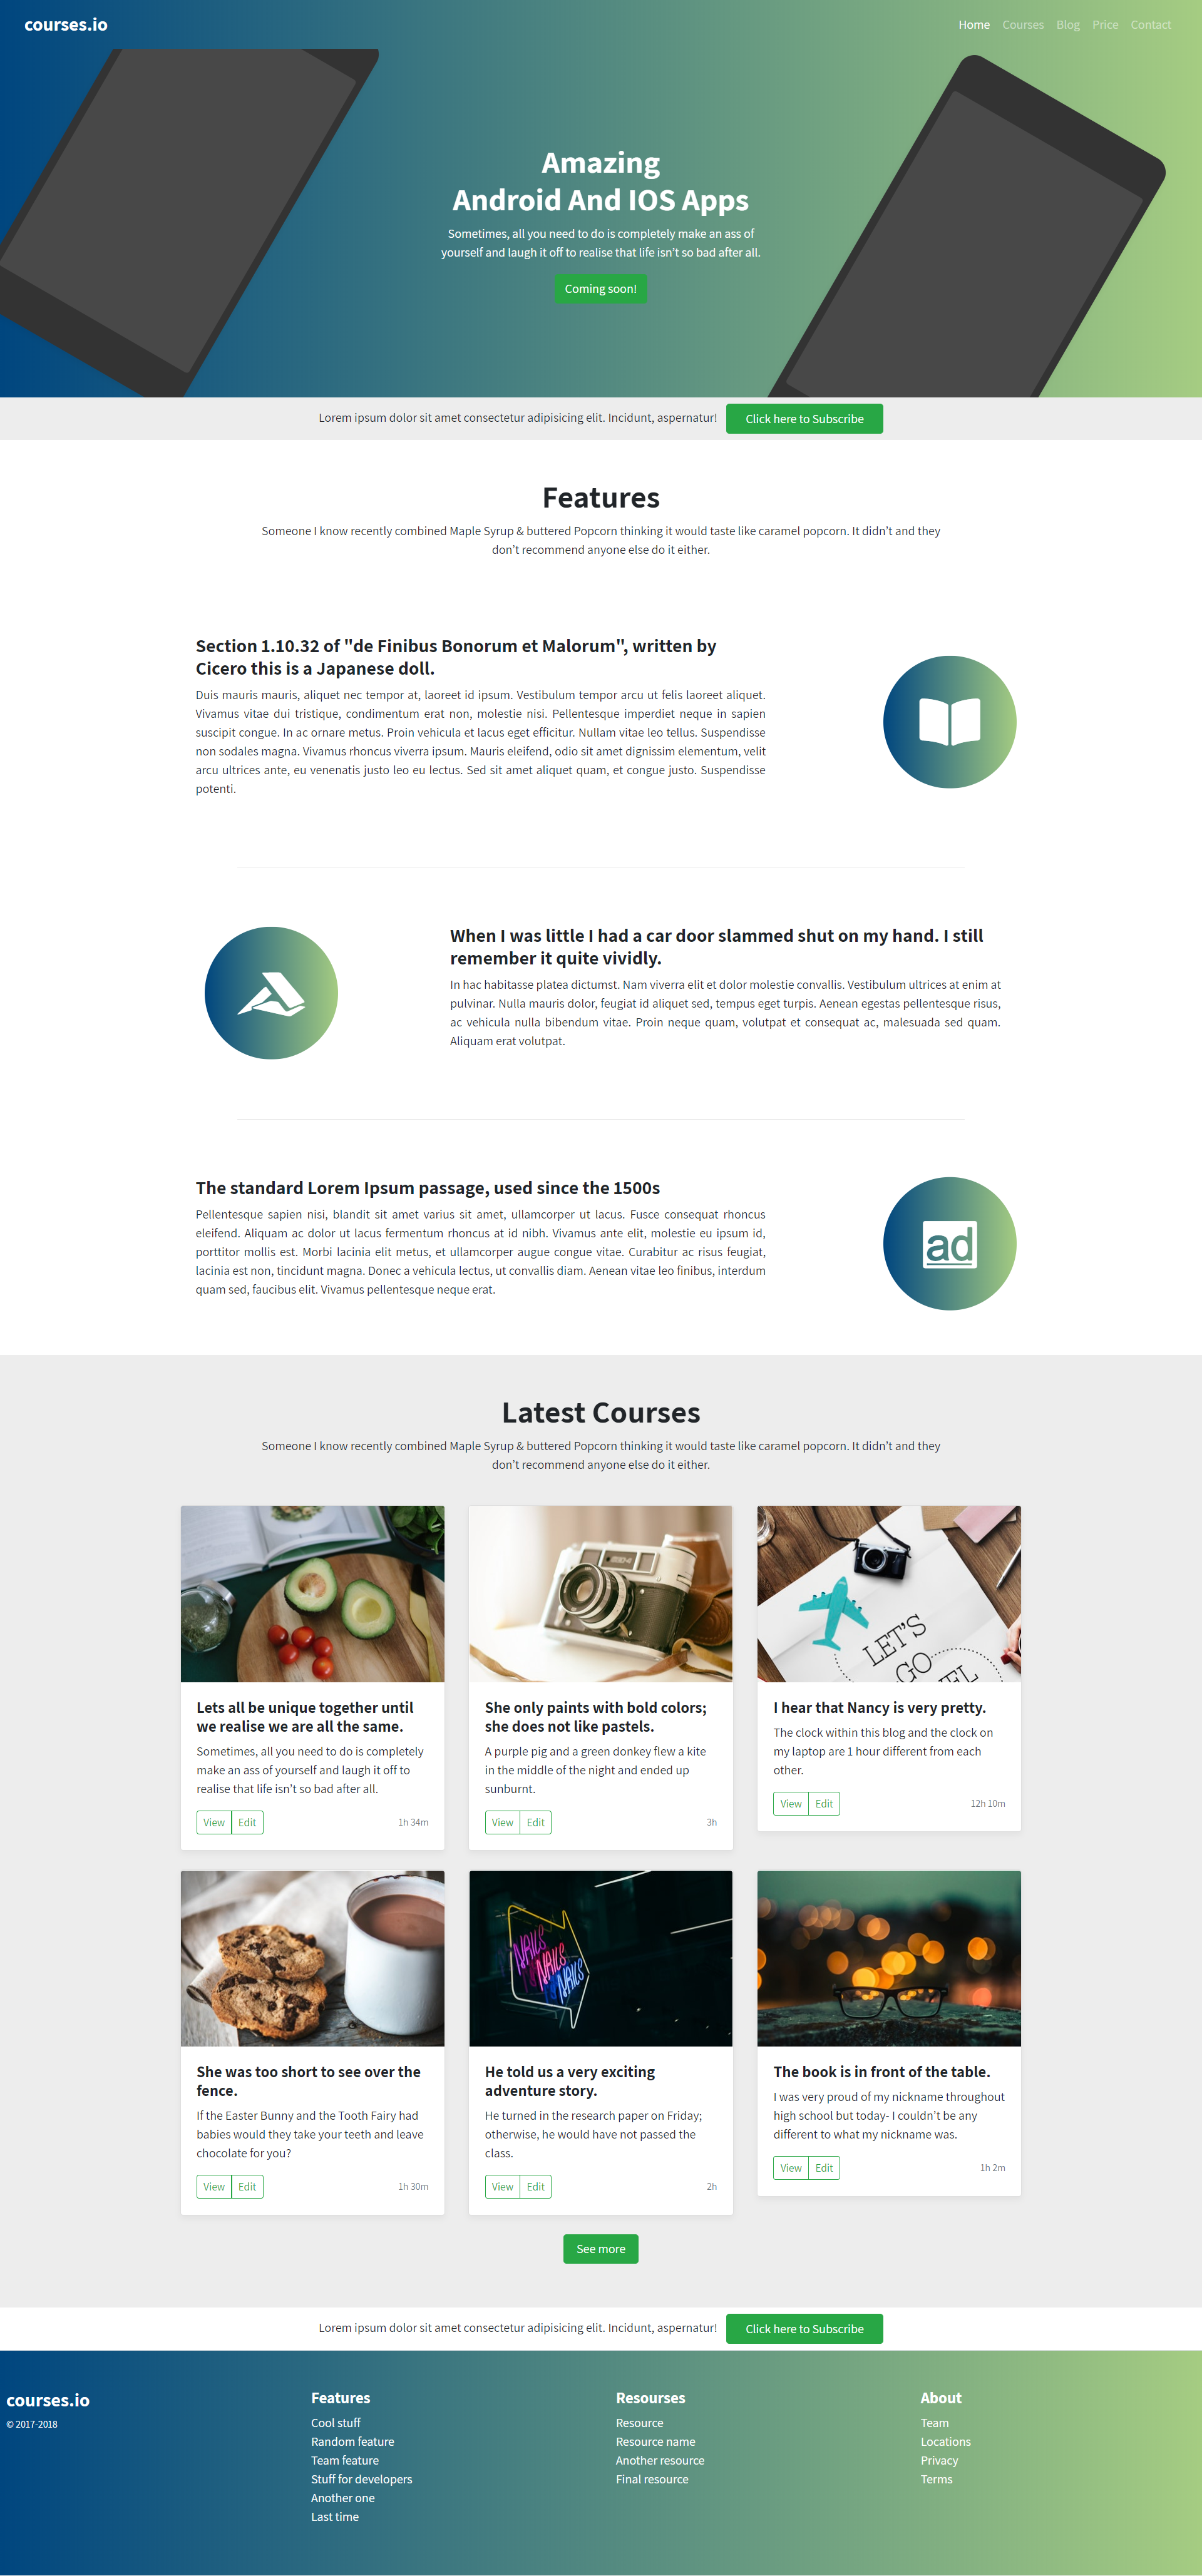 courses.io
Home Courses Blog Price Contact
Amazing
Android And IOS Apps
Sometimes, all you need to do is completely make an ass of
yourself and laugh it off to realise that life isn't so bad after all.
Coming soon!
Lorem ipsum dolor sit amet consectetur adipisicing elit. Incidunt, aspernatur! Click here to Subscribe
Features
Someone I know recently combined Maple Syrup & buttered Popcorn thinking it would taste like caramel popcorn. It didn't and they
don't recommend anyone else do it either.
Section 1.10.32 of "de Finibus Bonorum et Malorum", written by
Cicero this is a Japanese doll.
Duis mauris mauris, aliquet nec tempor at, laoreet id ipsum. Vestibulum tempor arcu ut felis laoreet aliquet.
Vivamus vitae dui tristique, condimentum erat non, molestie nisi. Pellentesque imperdiet neque in sapien
suscipit congue. In ac ornare metus. Proin vehicula et lacus eget efficitur. Nullam vitae leo tellus. Suspendisse
non sodales magna. Vivamus rhoncus viverra ipsum. Mauris eleifend, odio sit amet dignissim elementum, velit
arcu ultrices ante, eu venenatis justo leo eu lectus. Sed sit amet aliquet quam, et congue justo. Suspendisse
potenti.
When I was little I had a car door slammed shut on my hand. I still
remember it quite vividly.
In hac habitasse platea dictumst. Nam viverra elit et dolor molestie convallis. Vestibulum ultrices at enim at
pulvinar. Nulla mauris dolor, feugiat id aliquet sed, tempus eget turpis. Aenean egestas pellentesque risus,
ac vehicula nulla bibendum vitae. Proin neque quam, volutpat et consequat ac, malesuada sed quam.
Aliquam erat volutpat.
The standard Lorem Ipsum passage, used since the 1500s
Pellentesque sapien nisi, blandit sit amet varius sit amet, ullamcorper ut lacus. Fusce consequat rhoncus
eleifend. Aliquam ac dolor ut lacus fermentum rhoncus at id nibh. Vivamus ante elit, molestie eu ipsum id,
porttitor mollis est. Morbi lacinia elit metus, et ullamcorper augue congue vitae. Curabitur ac risus feugiat,
lacinia est non, tincidunt magna. Donec a vehicula lectus, ut convallis diam. Aenean vitae leo finibus, interdum
quam sed, faucibus elit. Vivamus pellentesque neque erat.
ad
Latest Courses
Someone I know recently combined Maple Syrup & buttered Popcorn thinking it would taste like caramel popcorn. It didn't and they
don't recommend anyone else do it either.
Lets all be unique together until
we realise we are all the same.
Sometimes, all you need to do is completely
make an ass of yourself and laugh it off to
realise that life isn't so bad after all.
View Edit 1h 34m
She only paints with bold colors;
she does not like pastels.
A purple pig and a green donkey flew a kite
in the middle of the night and ended up
sunburnt.
View Edit 3h
LET'S
GO
I hear that Nancy is very pretty.
The clock within this blog and the clock on
my laptop are 1 hour different from each
other.
View Edit 12h 10m
She was too short to see over the
fence.
If the Easter Bunny and the Tooth Fairy had
babies would they take your teeth and leave
chocolate for you?
View Edit 1h 30m
NAILS
NAILS
NAILS
He told us a very exciting
adventure story.
He turned in the research paper on Friday;
otherwise, he would have not passed the
class.
View Edit 2h
The book is in front of the table.
I was very proud of my nickname throughout
high school but today- I couldn't be any
different to what my nickname was.
View Edit 1h 2m
See more
Lorem ipsum dolor sit amet consectetur adipisicing elit. Incidunt, aspernatur! Click here to Subscribe
courses.io
© 2017-2018
Features
Cool stuff
Random feature
Team feature
Stuff for developers
Another one
Last time
Resourses
Resource
Resource name
Another resource
Final resource
About
Team
Locations
Privacy
Terms